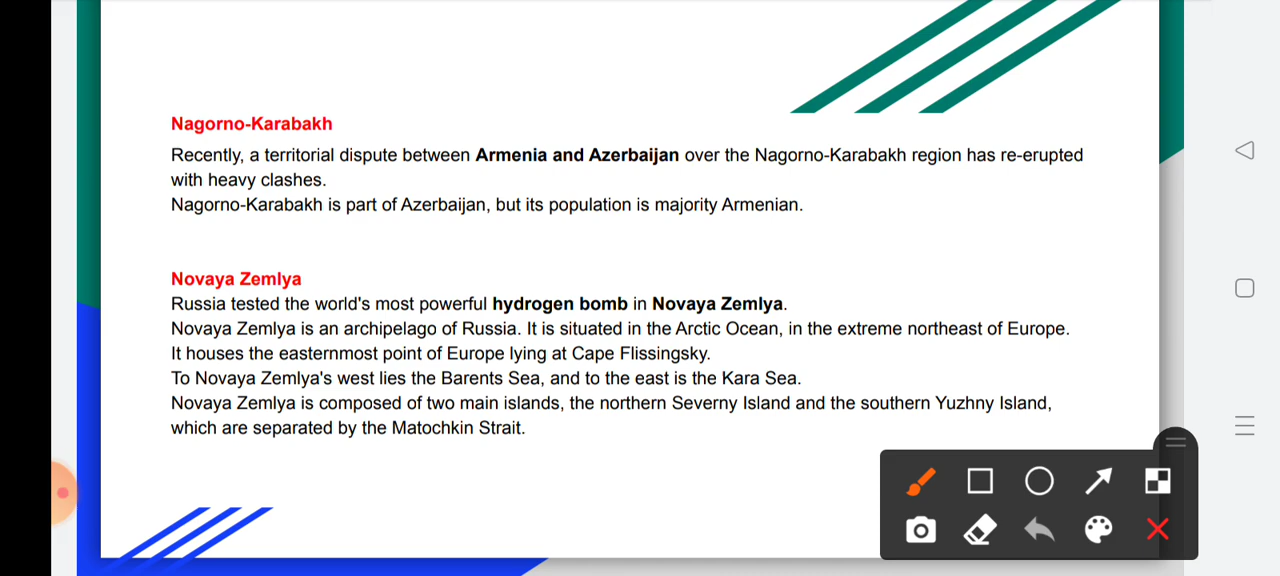 Nagorno-Karabakh
Recently, a territorial dispute between Armenia and Azerbaijan over the Nagorno-Karabakh region has re-erupted
with heavy clashes.
Nagorno-Karabakh is part of Azerbaijan, but its population is majority Armenian.
Novaya Zemlya
Russia tested the world's most powerful hydrogen bomb in Novaya Zemlya.
Novaya Zemlya is an archipelago of Russia. It is situated in the Arctic Ocean, in the extreme northeast of Europe.
It houses the easternmost point of Europe lying at Cape Flissingsky.
To Novaya Zemlya's west lies the Barents Sea, and to the east is the Kara Sea.
Novaya Zemlya is composed of two main islands, the northern Severny Island and the southern Yuzhny Island,
which are separated by the Matochkin Strait.